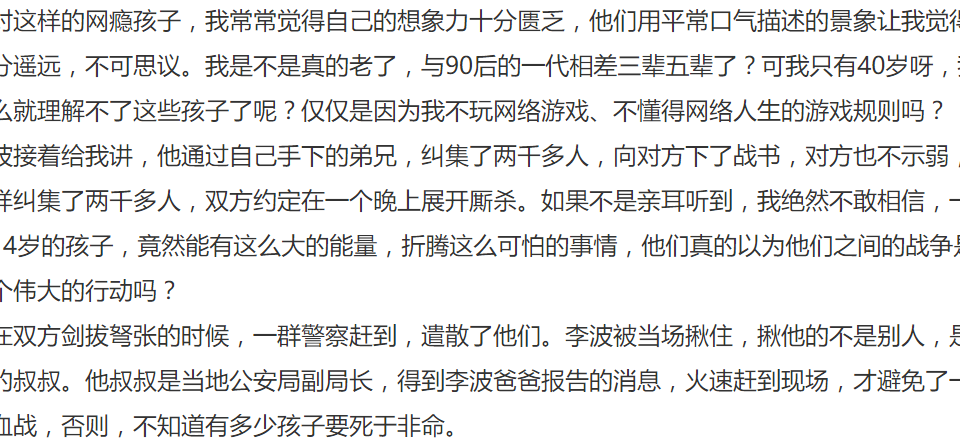 对这样的网瘾孩子，我常常觉得自己的想象力十分匮乏，他们用平常口气描述的景象让我觉得
分遥远，不可思议。我是不是真的老了，与90后的一代相差三辈五辈了？可我只有40岁呀，
么就理解不了这些孩子了呢？仅仅是因为我不玩网络游戏、不懂得网络人生的游戏规则吗？
波接着给我讲，他通过自己手下的弟兄，纠集了两千多人，向对方下了战书，对方也不示弱，
样纠集了两千多人，双方约定在一个晚上展开厮杀。如果不是亲耳听到，我绝然不敢相信，一
14岁的孩子，竟然能有这么大的能量，折腾这么可怕的事情，他们真的以为他们之间的战争是
个伟大的行动吗？
在双方剑拔弩张的时候，一群警察赶到，遣散了他们。李波被当场揪住，揪他的不是别人，是
的叔叔。他叔叔是当地公安局副局长，得到李波爸爸报告的消息，火速赶到现场，才避免了一
血战，否则，不知道有多少孩子要死于非命。